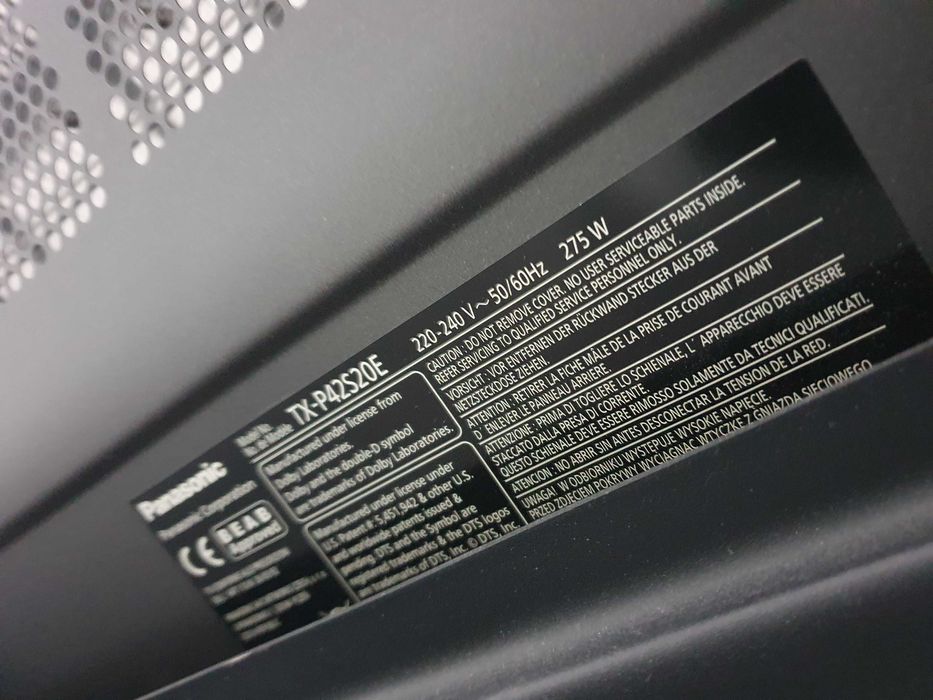 Panasonic
Panasonic Corporation
CE
BEAB
Approved
Model No.
TX-P42S20E
220-240 V ~ 50/60Hz 275 W
Manufactured under license from
Dolby Laboratories.
Dolby and the double-D symbol
are trademarks of Dolby Laboratories.
Manufactured under license under
U.S. Patent #: 5,451,942 & other U.S.
and worldwide patents issued &
pending. DTS and the Symbol are
registered trademarks & the DTS logos
are trademarks of DTS, Inc. © DTS, Inc.
CAUTION : DO NOT REMOVE COVER. NO USER SERVICEABLE PARTS INSIDE.
REFER SERVICING TO QUALIFED SERVICE PERSONNEL ONLY.
VORSICHT : VOR ENTFERNEN DER RÜCKWAND STECKER AUS DER
NETZSTECKDOSE ZIEHEN
ATTENTION : RETIRER LA FICHE MÂLE DE LA PRISE DE COURANT AVANT
D' ENLEVER LE PANNEAU ARRIERE.
ATTENZIONE : PRIMA DI TOGLIERE LO SCHIENALE, L' APPARECCHIO DEVE ESSERE
STACCATO DALLA PRESA DI CORRENTE.
QUESTO SCHIENALE DEVE ESSERE RIMOSSO SOLAMENTE DA TECNICI QUALIFICATI.
ATENCION : NO ABRIR SIN ANTES DESCONECTAR LA TENSION DE LA RED.
UWAGA! W ODBIORNIKU WYSTEPUJE WYSOKIE NAPIECIE.
PRZED ZDJECIEM POKRYWY WYCIAGNAC WTYCZKE Z GNIAZDA SIECIOWEGO